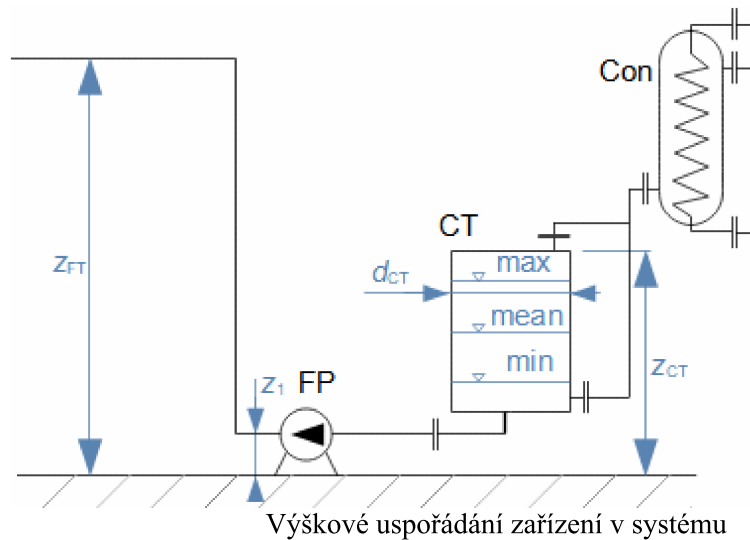 Con
CT
max
zFT
dCT
mean
min
z1
FP
zCT
Výškové uspořádání zařízení v systému